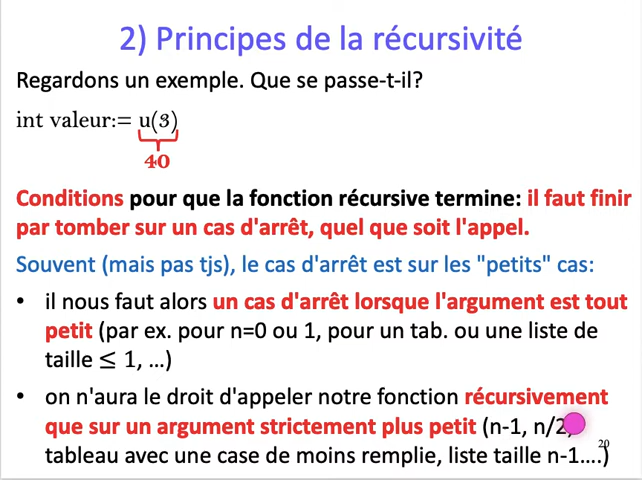 2) Principes de la récursivité
Regardons un exemple. Que se passe-t-il?
int valeur:= u(3)
40
Conditions pour que la fonction récursive termine: il faut finir
par tomber sur un cas d'arrêt, quel que soit l'appel.
Souvent (mais pas tjs), le cas d'arrêt est sur les "petits" cas:
• il nous faut alors un cas d'arrêt lorsque l'argument est tout
petit (par ex. pour n=0 ou 1, pour un tab. ou une liste de
taille ≤ 1, ...)
• on n'aura le droit d'appeler notre fonction récursivement
que sur un argument strictement plus petit (n-1, n/2,
20
tableau avec une case de moins remplie, liste taille n-1....)